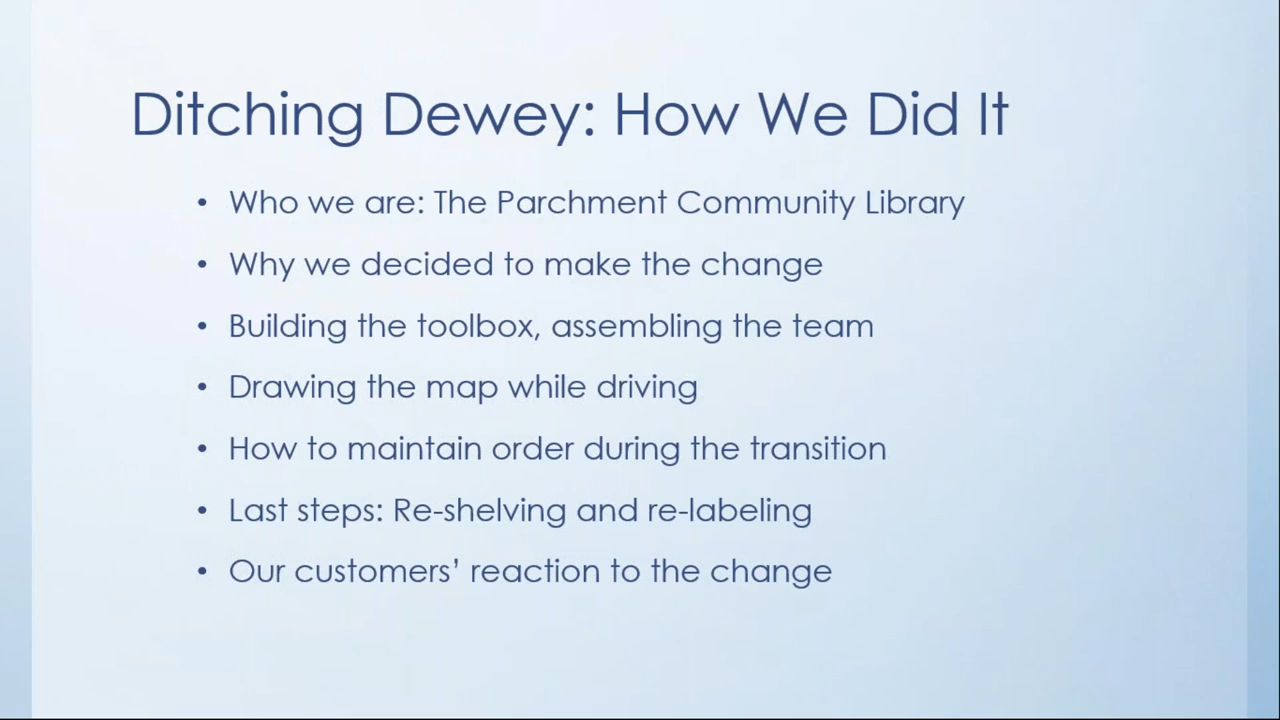 Ditching Dewey: How We Did It
• Who we are: The Parchment Community Library
• Why we decided to make the change
• Building the toolbox, assembling the team
• Drawing the map while driving
• How to maintain order during the transition
• Last steps: Re-shelving and re-labeling
• Our customers’ reaction to the change